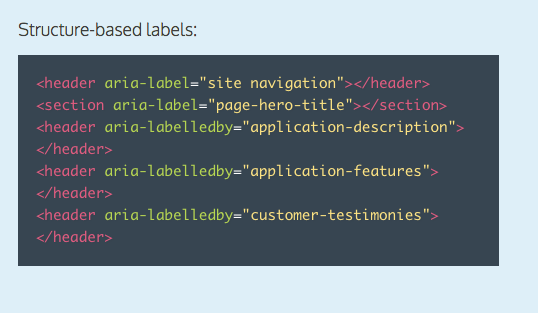 Structure-based labels:
<header aria-label="site navigation"></header>
<section aria-label="page-hero-title"></section>
<header aria-labelledby="application-description">
</header>
<header aria-labelledby="application-features">
</header>
<header aria-labelledby="customer-testimonies">
</header>